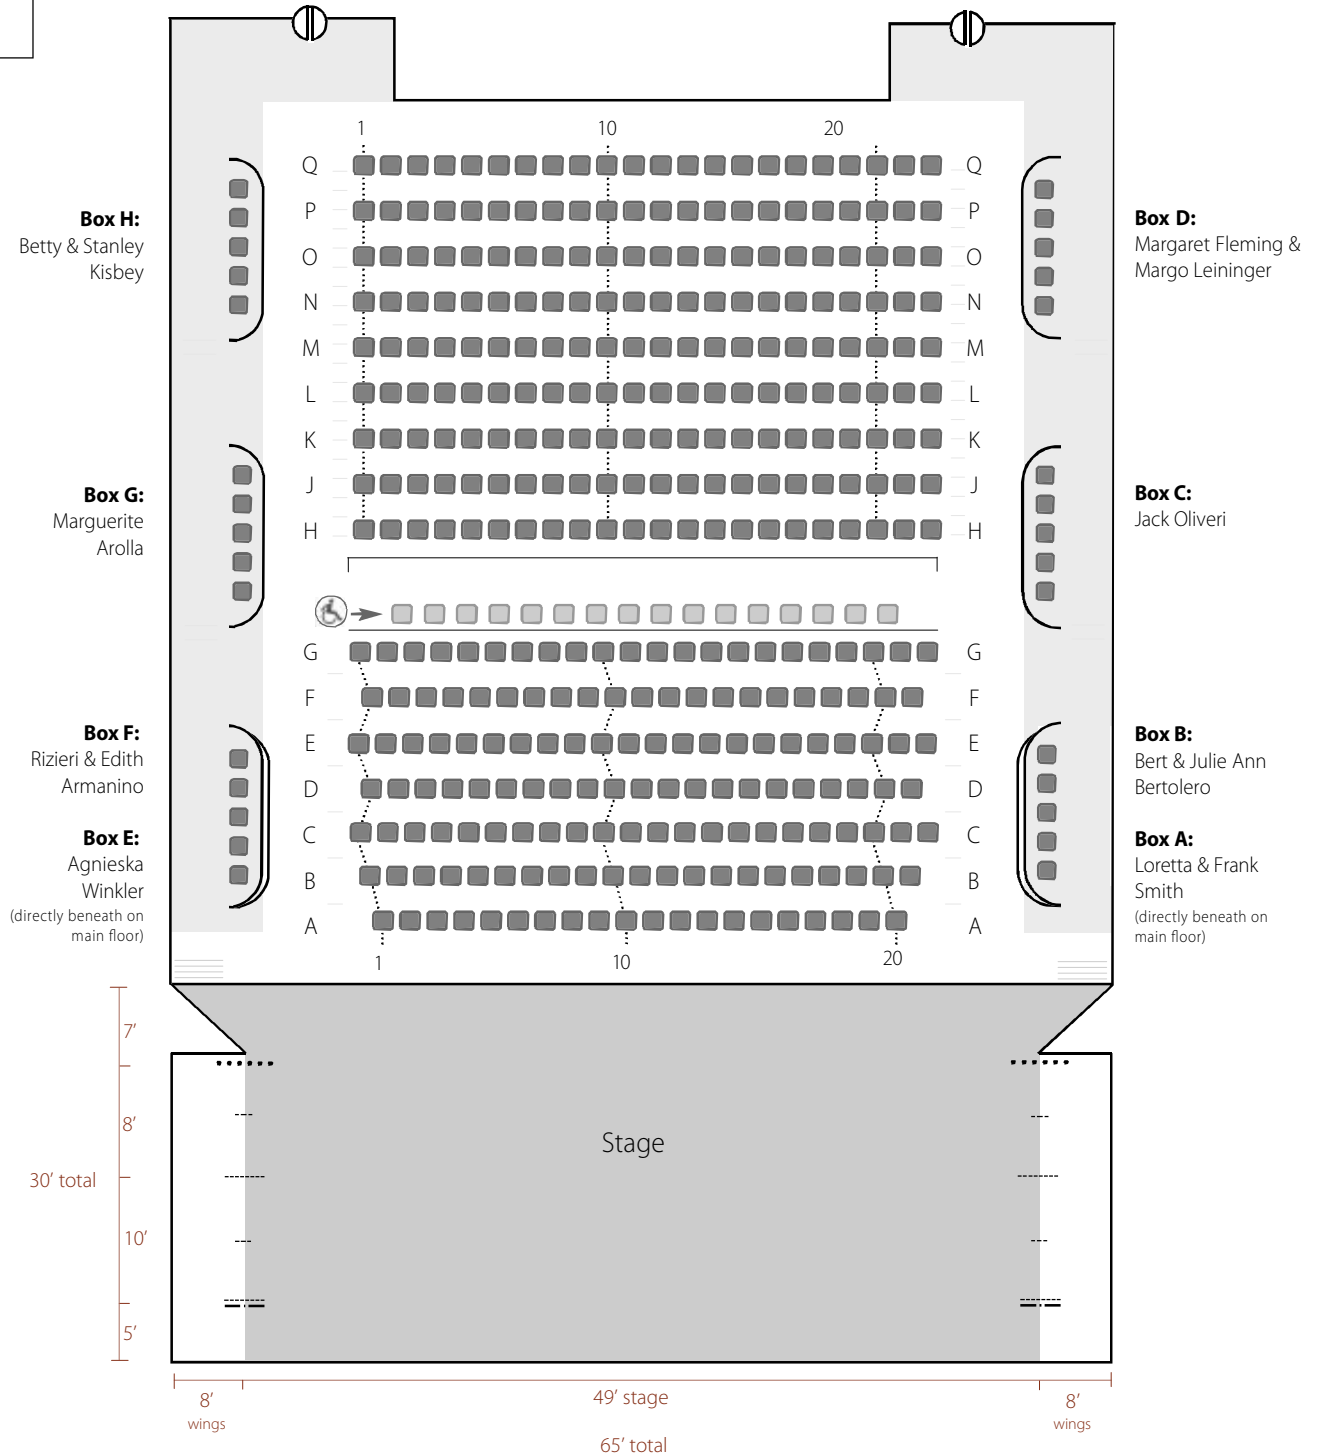 1 10 20
Q Q
P P
O O
N N
M M
L L
K K
J J
H H
G G
F F
E E
D D
C C
B B
A A
1 10 20
Box H:
Betty & Stanley
Kisbey
Box G:
Marguerite
Arolla
Box F:
Rizieri & Edith
Armanino
Box E:
Agnieska
Winkler
(directly beneath on
main floor)
Box D:
Margaret Fleming &
Margo Leininger
Box C:
Jack Oliveri
Box B:
Bert & Julie Ann
Bertolero
Box A:
Loretta & Frank
Smith
(directly beneath on
main floor)
7’
8’
30’ total
10’
5’
Stage
8’
wings
49’ stage
8’
wings
65’ total